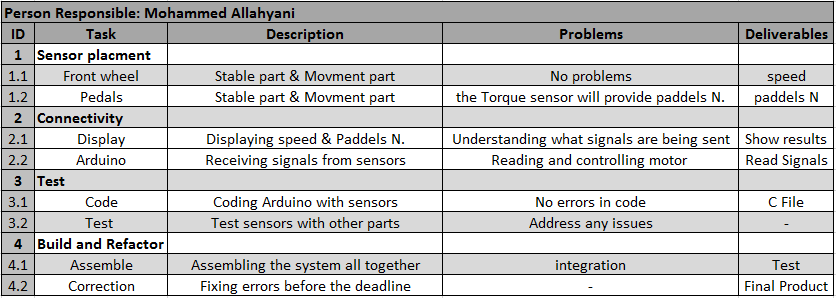 Person Responsible: Mohammed Allahyani
ID Task Description Problems Deliverables
1 Sensor placment
1.1 Front wheel Stable part & Movment part No problems speed
1.2 Pedals Stable part & Movment part the Torque sensor will provide paddels N. paddels N
2 Connectivity
2.1 Display Displaying speed & Paddels N. Understanding what signals are being sent Show results
2.2 Arduino Receiving signals from sensors Reading and controlling motor Read Signals
3 Test
3.1 Code Coding Arduino with sensors No errors in code C File
3.2 Test Test sensors with other parts Address any issues -
4 Build and Refactor
4.1 Assemble Assembling the system all together integration Test
4.2 Correction Fixing errors before the deadline - Final Product